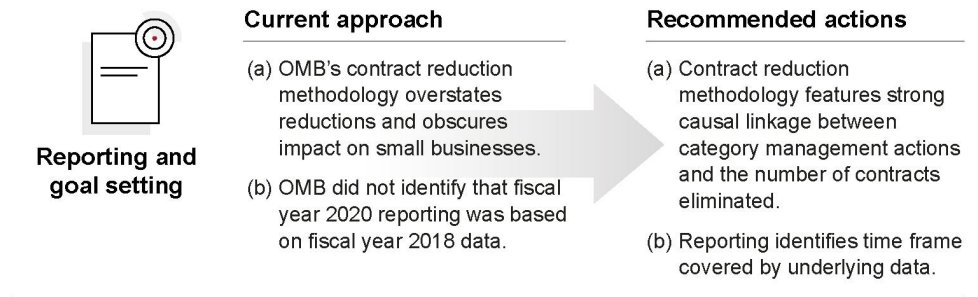 Reporting and
goal setting
Current approach
(a) OMB's contract reduction
methodology overstates
reductions and obscures
impact on small businesses.
(b) OMB did not identify that fiscal
year 2020 reporting was based
on fiscal year 2018 data.
Recommended actions
(a) Contract reduction
methodology features strong
causal linkage between
category management actions
and the number of contracts
eliminated.
(b) Reporting identifies time frame
covered by underlying data.